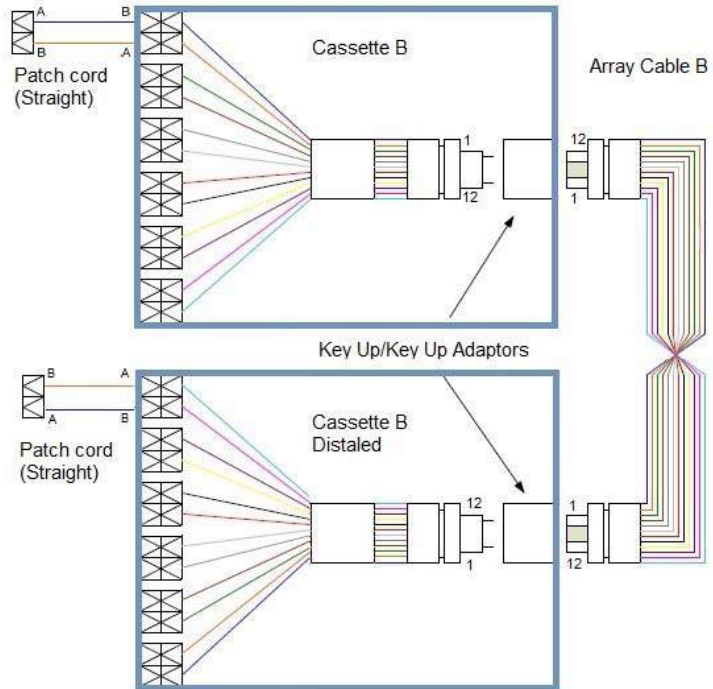 A
B
B
A
Patch cord
(Straight)
Cassette B
Array Cable B
1
12
12
1
Key Up/Key Up Adaptors
B
A
A
B
Patch cord
(Straight)
Cassette B
Distaled
12
1
1
12